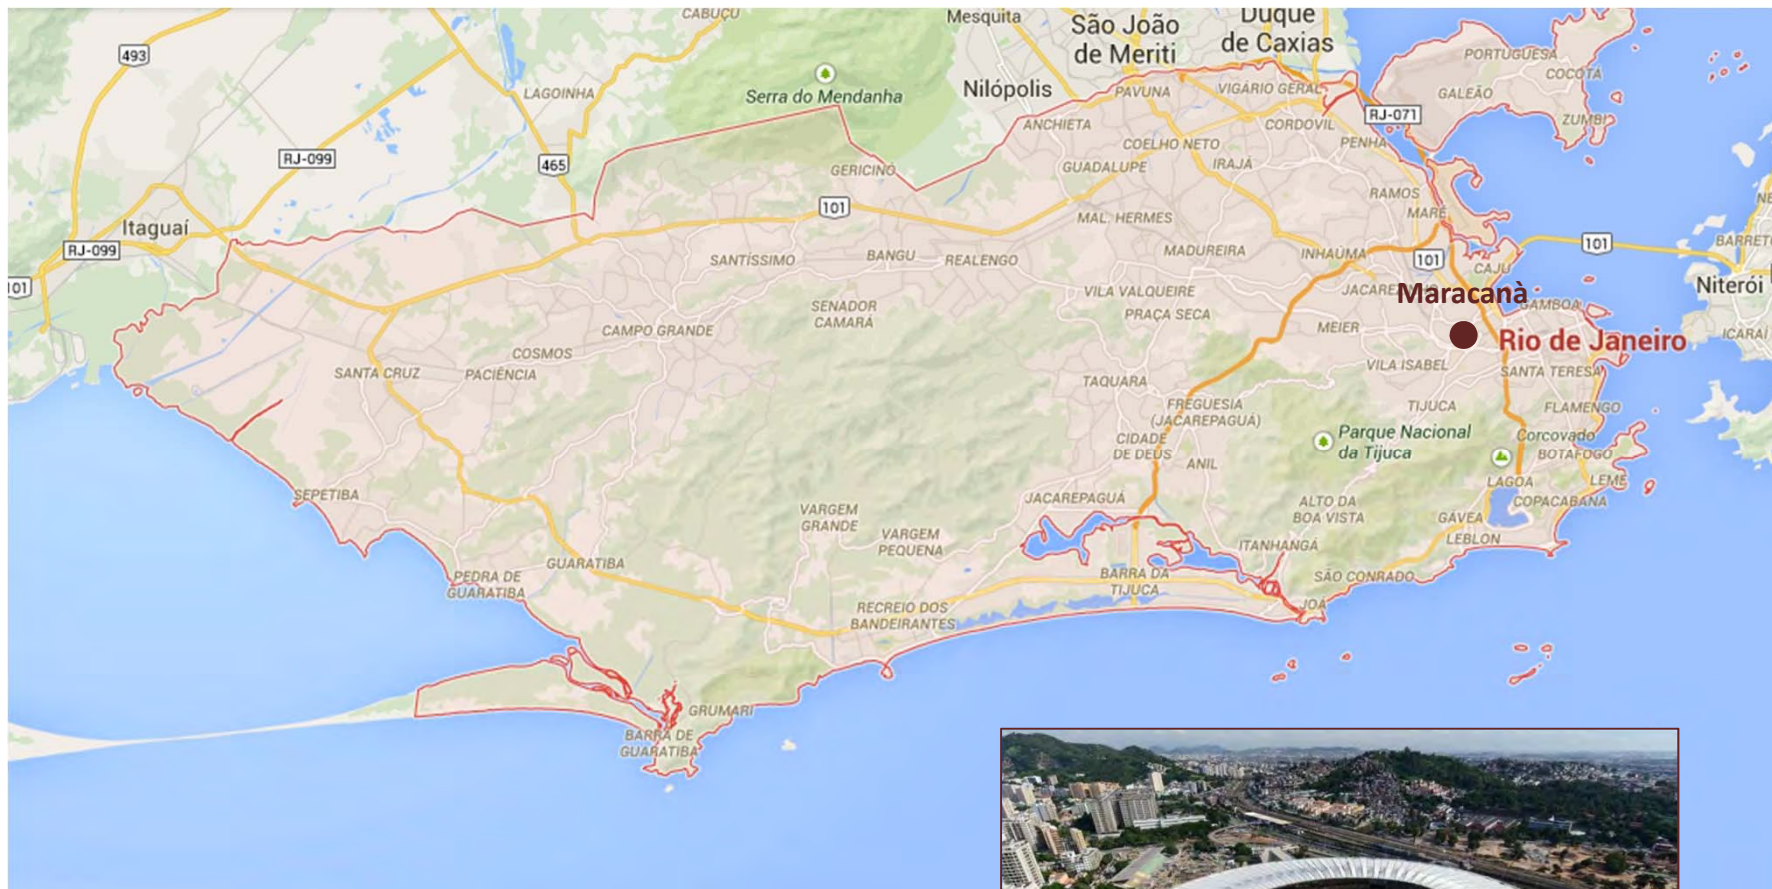 CABUÇU
Mesquita
São João
de Meriti
Duque
de Caxias
493
LAGOINHA
Serra do Mendanha
Nilópolis
PAVUNA
VIGÁRIO GERAL
PORTUGUESA
COCOTÁ
GALEÃO
ZUMBI
RJ-071
RJ-099
465
ANCHIETA
CORDOVIL
COELHO NETO
PENHA
GERICINÓ
GUADALUPE
IRAJÁ
RAMOS
MARÉ
101
MAL. HERMES
Itaguaí
RJ-099
101
SANTÍSSIMO
BANGU
REALENGO
MADUREIRA
INHAÚMA
101
CAJU
101
BARRETO
Niterói
ICARAÍ
VILA VALQUEIRE
Maracanà
GAMBOA
SENADOR
CAMARÁ
PRAÇA SECA
CAMPO GRANDE
MEIER
Rio de Janeiro
COSMOS
SANTA CRUZ
PACIÊNCIA
VILA ISABEL
SANTA TERESA
TAQUARA
FREGUESIA
(JACAREPAGUÁ)
TIJUCA
FLAMENGO
CIDADE
DE DEUS
ANIL
Parque Nacional
da Tijuca
Corcovado
BOTAFOGO
LAGOA
LEME
COPACABANA
SEPETIBA
JACAREPAGUÁ
VARGEM
GRANDE
VARGEM
PEQUENA
ALTO DA
BOA VISTA
GÁVEA
LEBLON
ITANHANGÁ
GUARATIBA
PEDRA DE
GUARATIBA
BARRA DA
TIJUCA
SÃO CONRADO
JOÁ
RECREIO DOS
BANDEIRANTES
GRUMARI
BARRA DE
GUARATIBA